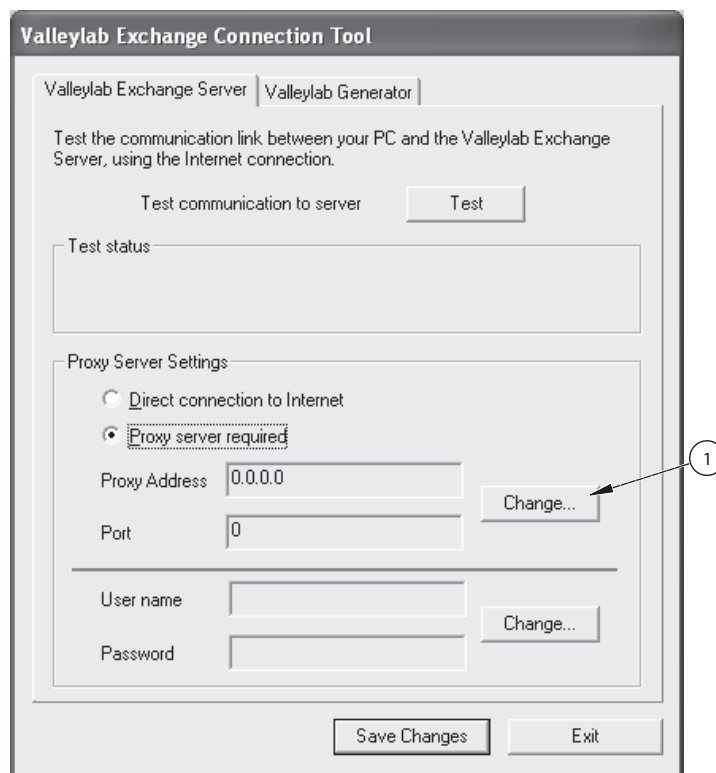 Valleylab Exchange Connection Tool
Valleylab Exchange Server
Valleylab Generator
Test the communication link between your PC and the Valleylab Exchange
Server, using the Internet connection.
Test communication to server
Test
Test status
Proxy Server Settings
Direct connection to Internet
Proxy server required
Proxy Address
0.0.0.0
Change...
1
Port
0
User name
Change...
Password
Save Changes
Exit